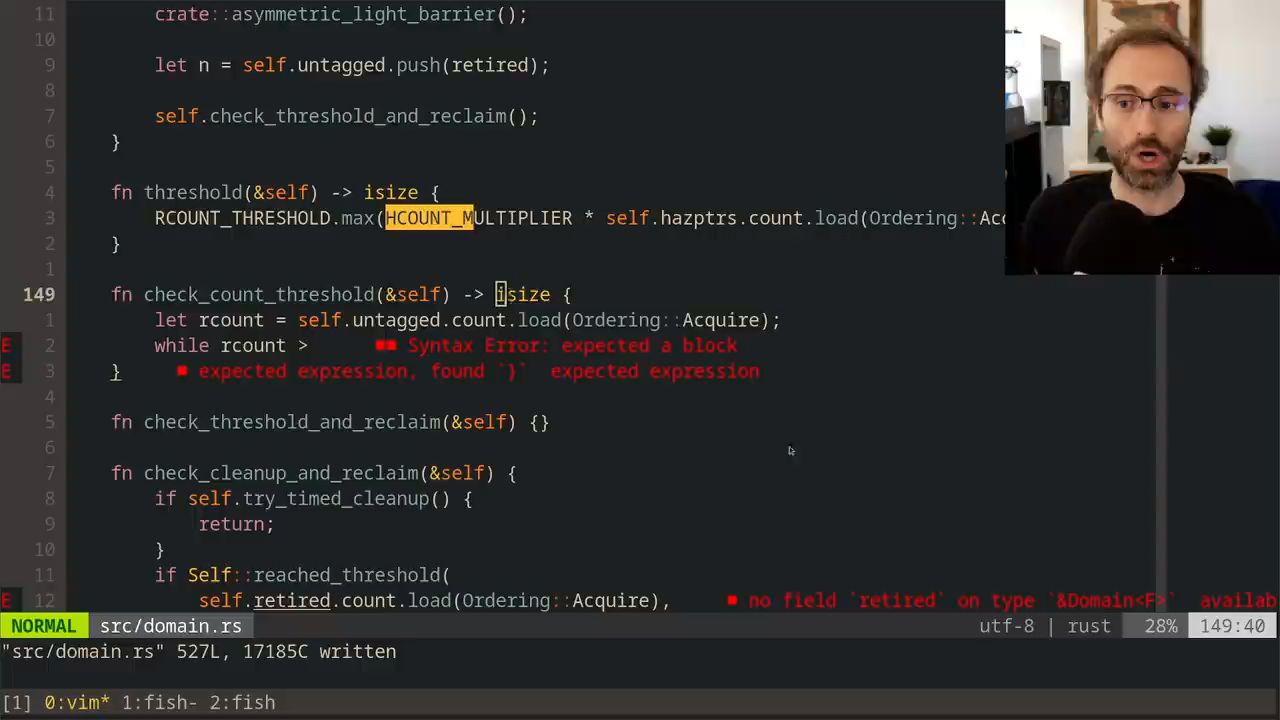 11 crate::asymmetric_light_barrier();
10
9 let n = self.untagged.push(retired);
8
7 self.check_threshold_and_reclaim();
6 }
5
4 fn threshold(&self) -> isize {
3 RCOUNT_THRESHOLD.max(HCOUNT_MULTIPLIER * self.hazptrs.count.load(Ordering::Acq
2 }
1
149 fn check_count_threshold(&self) -> isize {
1 let rcount = self.untagged.count.load(Ordering::Acquire);
E 2 while rcount > ■■ Syntax Error: expected a block
E 3 } ■ expected expression, found `}` expected expression
4
5 fn check_threshold_and_reclaim(&self) {}
6
7 fn check_cleanup_and_reclaim(&self) {
8 if self.try_timed_cleanup() {
9 return;
10 }
11 if Self::reached_threshold(
E 12 self.retired.count.load(Ordering::Acquire), ■ no field `retired` on type `&Domain<F>` availab
NORMAL src/domain.rs utf-8 | rust 28% 149:40
"src/domain.rs" 527L, 17185C written
[1] 0:vim* 1:fish- 2:fish